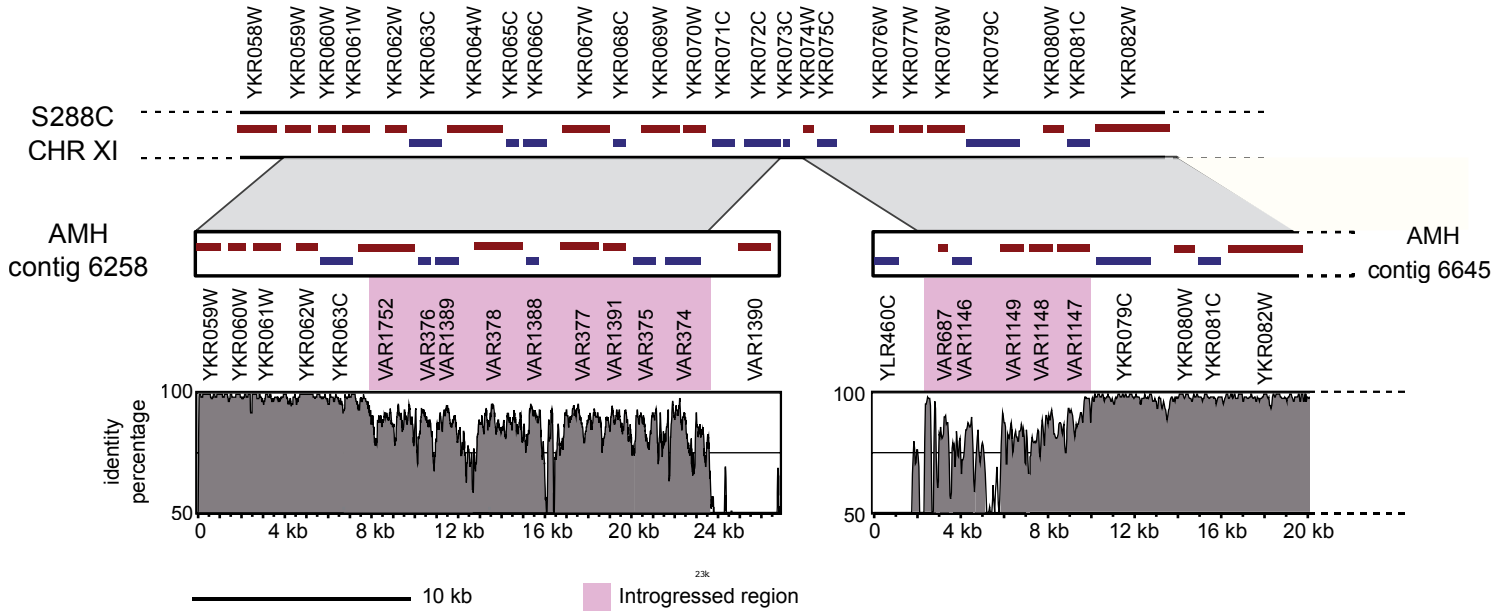 YKR058W YKR059W YKR060W YKR061W YKR062W YKR063C YKR064W YKR065C YKR066C YKR067W YKR068C YKR069W YKR070W YKR071C YKR072C YKR073C YKR074W YKR075C YKR076W YKR077W YKR078W YKR079C YKR080W YKR081C YKR082W
S288C
CHR XI
AMH
contig 6258
AMH
contig 6645
YKR059W YKR060W YKR061W YKR062W YKR063C VAR1752 VAR376 VAR1389 VAR378 VAR1388 VAR377 VAR1391 VAR375 VAR374 VAR1390
YLR460C VAR687 VAR1146 VAR1149 VAR1148 VAR1147 YKR079C YKR080W YKR081C YKR082W
identity
percentage
100
50
0 4 kb 8 kb 12 kb 16 kb 20 kb 24 kb
100
50
0 4 kb 8 kb 12 kb 16 kb 20 kb
10 kb
23k
Introgressed region